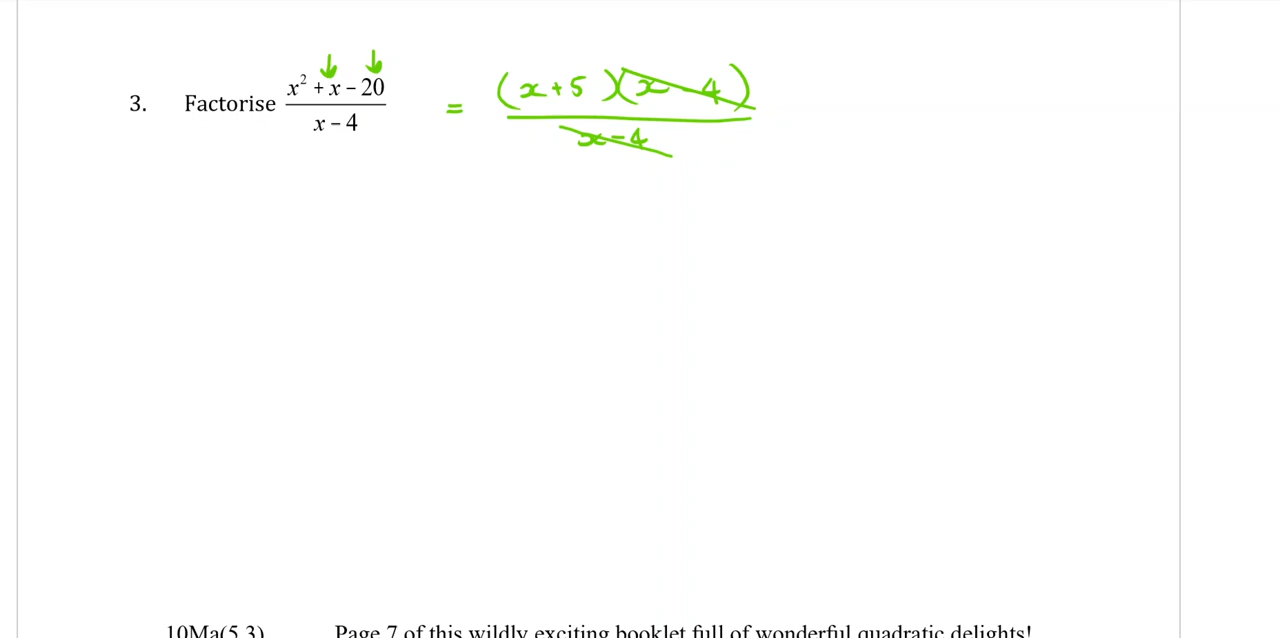 3. Factorise (x² + x − 20)/(x − 4) = ((x + 5)(x − 4))/(x − 4)
10Ma(5.3) Page 7 of this wildly exciting booklet full of wonderful quadratic delights!